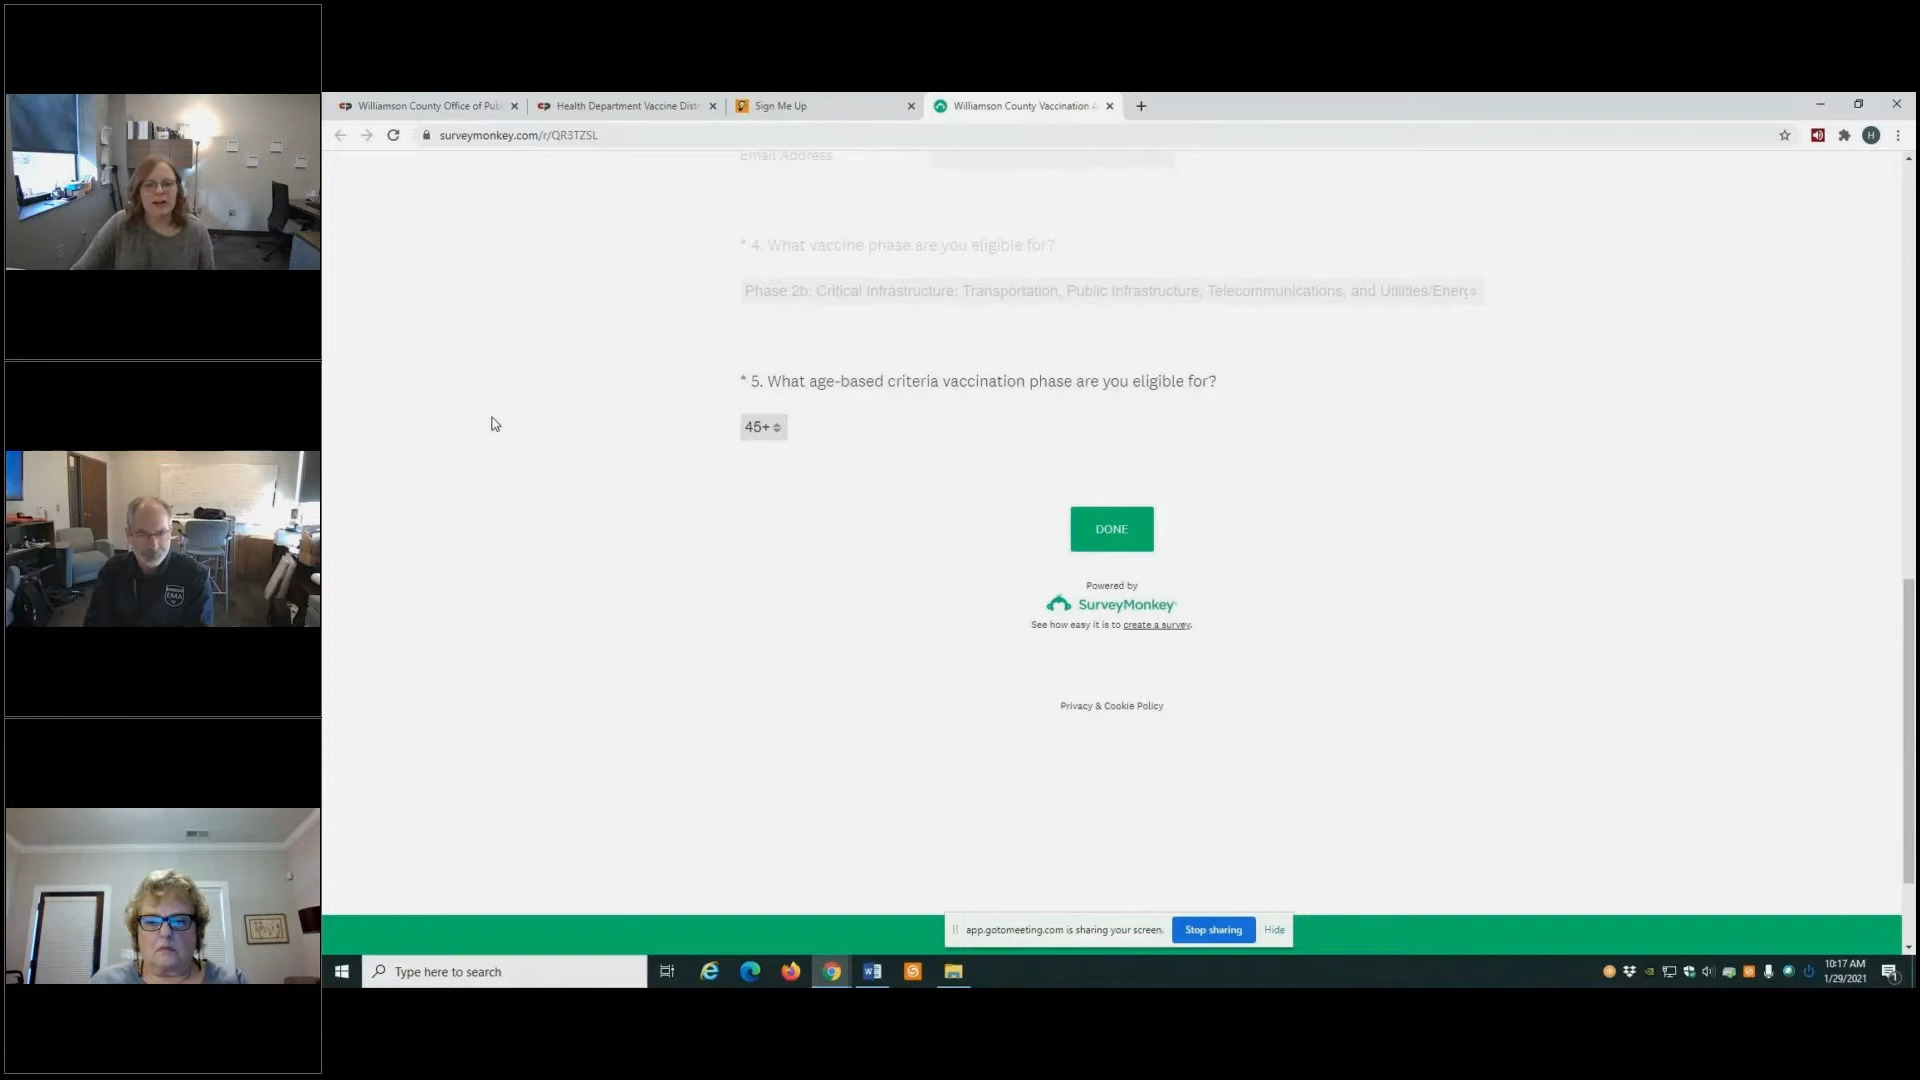 Williamson County Office of Pub
Health Department Vaccine Distr
Sign Me Up
Williamson County Vaccination A
surveymonkey.com/r/QR3TZSL
H
Email Address
* 4. What vaccine phase are you eligible for?
Phase 2b: Critical Infrastructure: Transportation, Public Infrastructure, Telecommunications, and Utilities/Energ
* 5. What age-based criteria vaccination phase are you eligible for?
45+
DONE
Powered by
SurveyMonkey
See how easy it is to create a survey.
Privacy & Cookie Policy
app.gotomeeting.com is sharing your screen.
Stop sharing
Hide
Type here to search
10:17 AM
1/29/2021
EMA